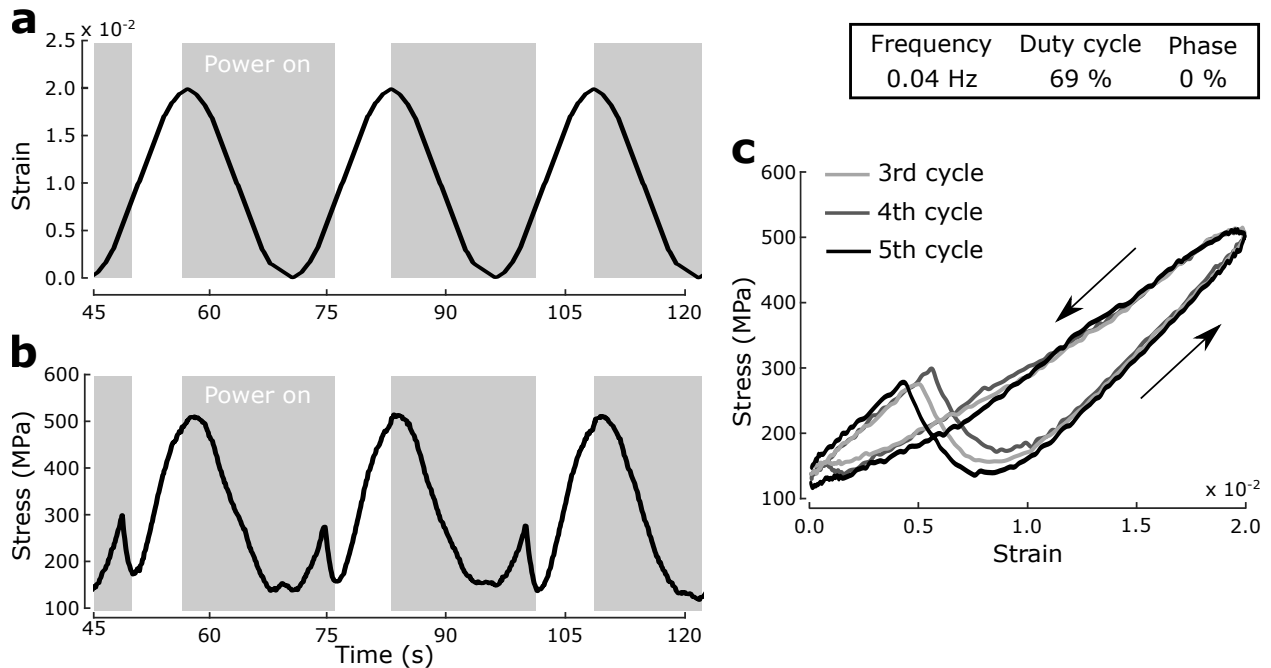 a
x 10⁻²
2.5
2.0
1.5
1.0
0.5
0.0
Strain
Power on
45 60 75 90 105 120
b
600
500
400
300
200
100
Stress (MPa)
Power on
45 60 75 90 105 120
Time (s)
Frequency Duty cycle Phase
0.04 Hz 69 % 0 %
c
600
500
400
300
200
100
Stress (MPa)
3rd cycle
4th cycle
5th cycle
x 10⁻²
0.0 0.5 1.0 1.5 2.0
Strain